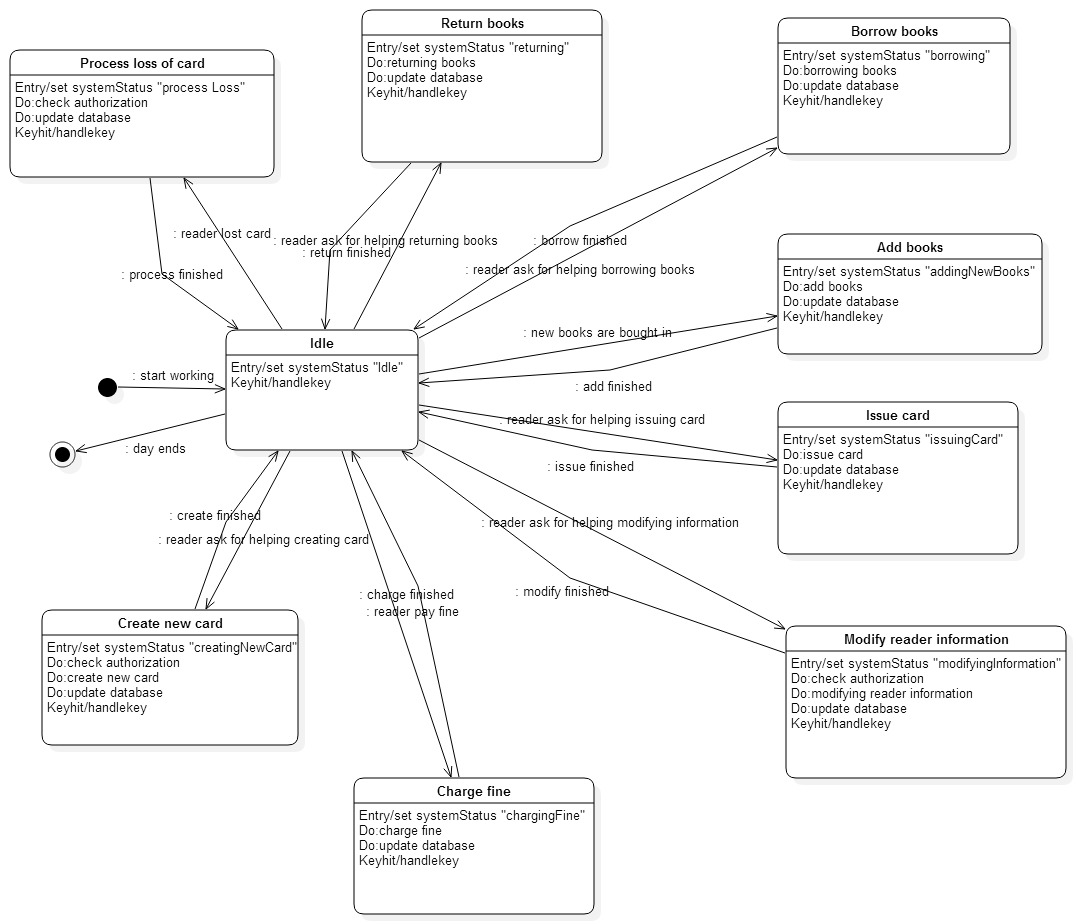 Return books
Entry/set systemStatus "returning"
Do:returning books
Do:update database
Keyhit/handlekey
Borrow books
Entry/set systemStatus "borrowing"
Do:borrowing books
Do:update database
Keyhit/handlekey
Process loss of card
Entry/set systemStatus "process Loss"
Do:check authorization
Do:update database
Keyhit/handlekey
: reader lost card
: reader ask for helping returning books
: return finished
: process finished
: borrow finished
: reader ask for helping borrowing books
Add books
Entry/set systemStatus "addingNewBooks"
Do:add books
Do:update database
Keyhit/handlekey
: new books are bought in
: add finished
Idle
Entry/set systemStatus "Idle"
Keyhit/handlekey
: start working
: day ends
: reader ask for helping issuing card
: issue finished
Issue card
Entry/set systemStatus "issuingCard"
Do:issue card
Do:update database
Keyhit/handlekey
: create finished
: reader ask for helping creating card
: reader ask for helping modifying information
: modify finished
: charge finished
: reader pay fine
Create new card
Entry/set systemStatus "creatingNewCard"
Do:check authorization
Do:create new card
Do:update database
Keyhit/handlekey
Modify reader information
Entry/set systemStatus "modifyingInformation"
Do:check authorization
Do:modifying reader information
Do:update database
Keyhit/handlekey
Charge fine
Entry/set systemStatus "chargingFine"
Do:charge fine
Do:update database
Keyhit/handlekey